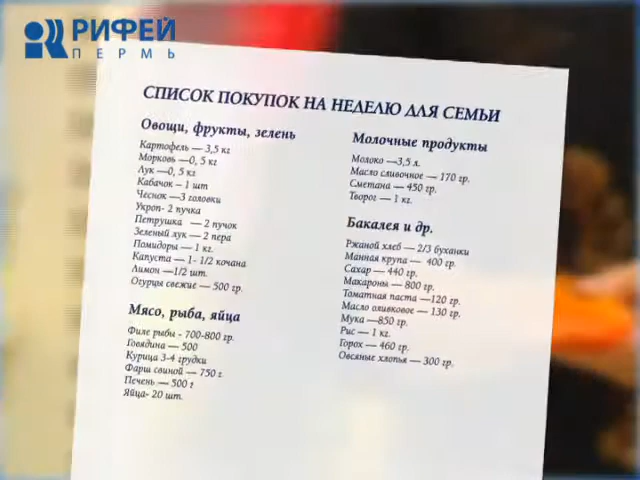 РИФЕЙ
ПЕРМЬ
СПИСОК ПОКУПОК НА НЕДЕЛЮ ДЛЯ СЕМЬИ
Овощи, фрукты, зелень
Картофель — 3,5 кг
Морковь —0, 5 кг
Лук —0, 5 кг
Кабачок – 1 шт
Чеснок —3 головки
Укроп- 2 пучка
Петрушка — 2 пучок
Зеленый лук — 2 пера
Помидоры — 1 кг.
Капуста — 1- 1/2 кочана
Лимон —1/2 шт.
Огурцы свежие — 500 гр.
Мясо, рыба, яйца
Филе рыбы - 700-800 гр.
Говядина — 500
Курица 3-4 грудки
Фарш свиной — 750 г
Печень — 500 г
Яйца- 20 шт.
Молочные продукты
Молоко —3,5 л.
Масло сливочное — 170 гр.
Сметана — 450 гр.
Творог — 1 кг.
Бакалея и др.
Ржаной хлеб — 2/3 буханки
Манная крупа — 400 гр.
Сахар — 440 гр.
Макароны — 800 гр.
Томатная паста —120 гр.
Масло оливковое — 130 гр.
Мука —850 гр.
Рис — 1 кг.
Горох — 460 гр.
Овсяные хлопья — 300 гр.